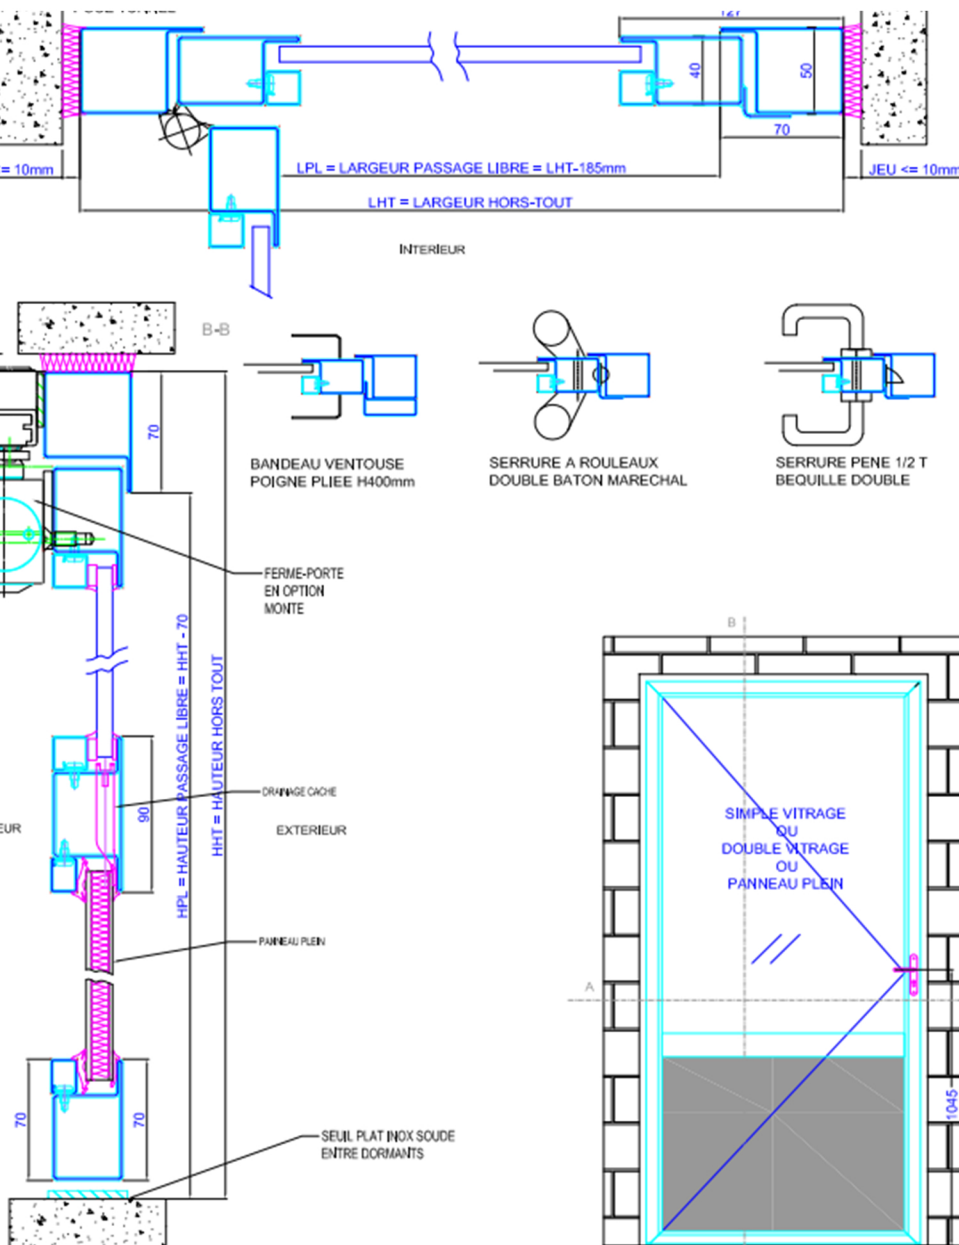 127
40
50
70
= 10mm
LPL = LARGEUR PASSAGE LIBRE = LHT-185mm
JEU <= 10mm
LHT = LARGEUR HORS-TOUT
INTERIEUR
B-B
70
BANDEAU VENTOUSE
POIGNE PLIEE H400mm
SERRURE A ROULEAUX
DOUBLE BATON MARECHAL
SERRURE PENE 1/2 T
BEQUILLE DOUBLE
FERME-PORTE
EN OPTION
MONTE
HPL = HAUTEUR PASSAGE LIBRE = HHT - 70
HHT = HAUTEUR HORS TOUT
B
DRAINAGE CACHE
90
EUR
EXTERIEUR
SIMPLE VITRAGE
OU
DOUBLE VITRAGE
OU
PANNEAU PLEIN
PANNEAU PLEIN
A
1045
70
70
SEUIL PLAT INOX SOUDE
ENTRE DORMANTS